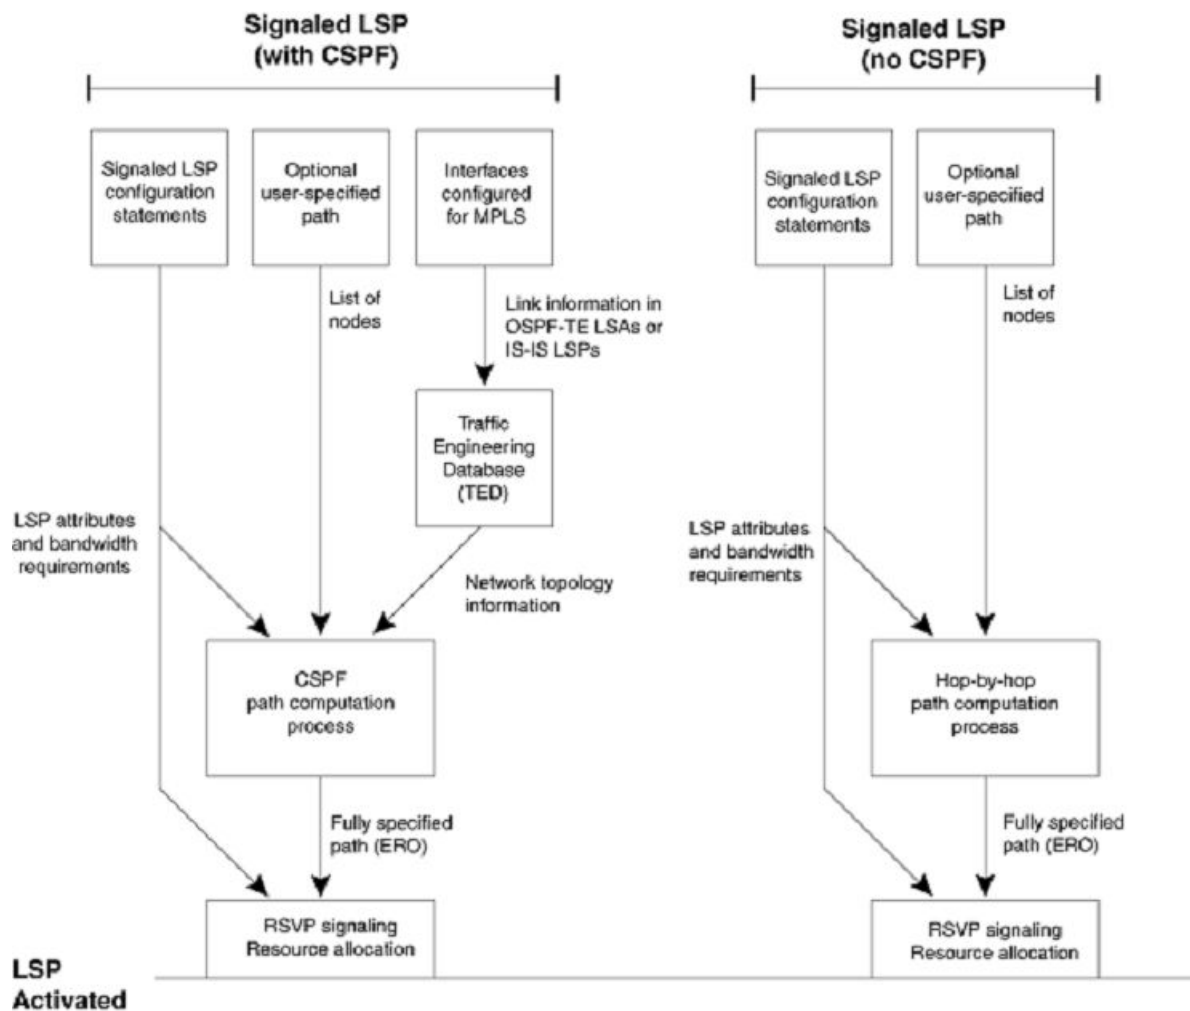 Signaled LSP
(with CSPF)
Signaled LSP
(no CSPF)
Signaled LSP
configuration
statements
Optional
user-specified
path
Interfaces
configured
for MPLS
Signaled LSP
configuration
statements
Optional
user-specified
path
List of
nodes
Link information in
OSPF-TE LSAs or
IS-IS LSPs
List of
nodes
Traffic
Engineering
Database
(TED)
LSP attributes
and bandwidth
requirements
LSP attributes
and bandwidth
requirements
Network topology
information
CSPF
path computation
process
Hop-by-hop
path computation
process
Fully specified
path (ERO)
Fully specified
path (ERO)
RSVP signaling
Resource allocation
RSVP signaling
Resource allocation
LSP
Activated